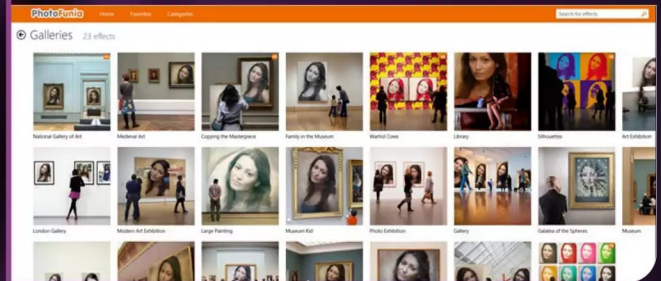 PhotoFunia Home Favorites Categories Search for effects
Galleries 23 effects
National Gallery of Art Medieval Art Copying the Masterpiece Family in the Museum Warhol Cows Library Silhouettes Art Exhibition
London Gallery Modern Art Exhibition Large Painting Museum Kid Photo Exhibition Gallery Galatea of the Spheres Museum